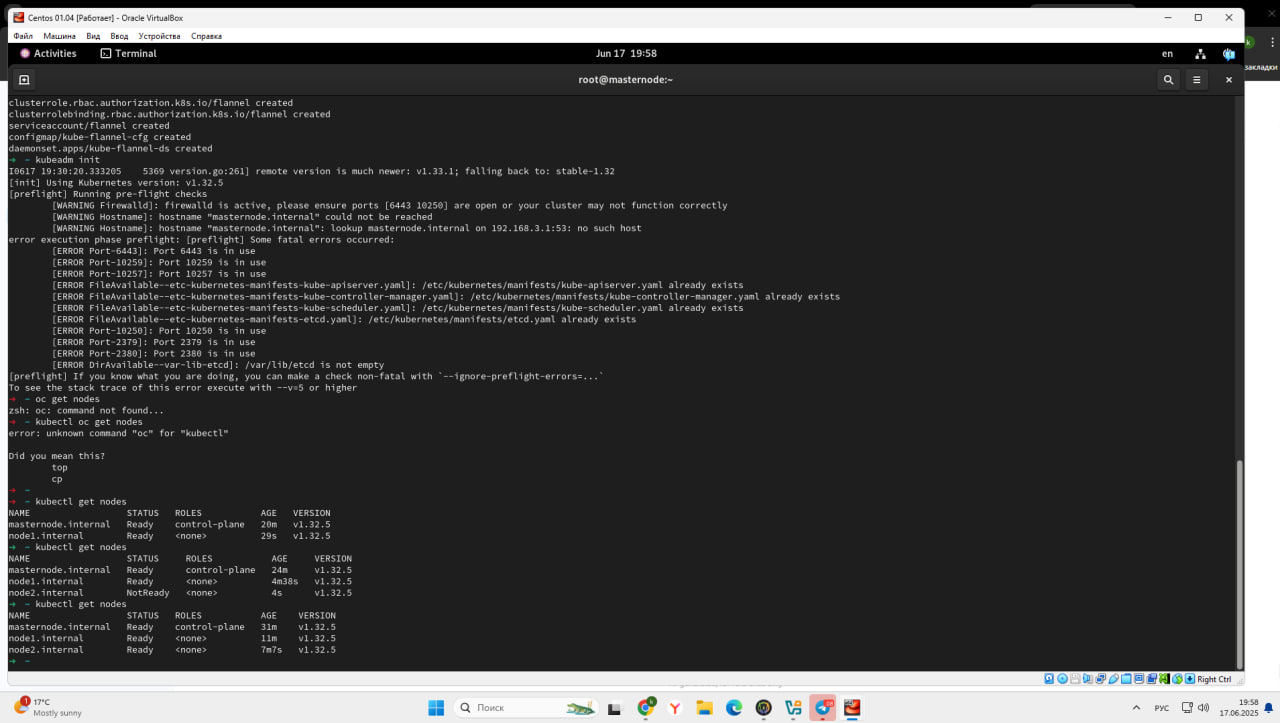 Centos 01.04 [Работает] - Oracle VirtualBox
Файл Машина Вид Ввод Устройства Справка
Activities Terminal Jun 17 19:58 en
закладки
root@masternode:~
clusterrole.rbac.authorization.k8s.io/flannel created
clusterrolebinding.rbac.authorization.k8s.io/flannel created
serviceaccount/flannel created
configmap/kube-flannel-cfg created
daemonset.apps/kube-flannel-ds created
➜ ~ kubeadm init
I0617 19:30:20.333205    5369 version.go:261] remote version is much newer: v1.33.1; falling back to: stable-1.32
[init] Using Kubernetes version: v1.32.5
[preflight] Running pre-flight checks
        [WARNING Firewalld]: firewalld is active, please ensure ports [6443 10250] are open or your cluster may not function correctly
        [WARNING Hostname]: hostname "masternode.internal" could not be reached
        [WARNING Hostname]: hostname "masternode.internal": lookup masternode.internal on 192.168.3.1:53: no such host
error execution phase preflight: [preflight] Some fatal errors occurred:
        [ERROR Port-6443]: Port 6443 is in use
        [ERROR Port-10259]: Port 10259 is in use
        [ERROR Port-10257]: Port 10257 is in use
        [ERROR FileAvailable--etc-kubernetes-manifests-kube-apiserver.yaml]: /etc/kubernetes/manifests/kube-apiserver.yaml already exists
        [ERROR FileAvailable--etc-kubernetes-manifests-kube-controller-manager.yaml]: /etc/kubernetes/manifests/kube-controller-manager.yaml already exists
        [ERROR FileAvailable--etc-kubernetes-manifests-kube-scheduler.yaml]: /etc/kubernetes/manifests/kube-scheduler.yaml already exists
        [ERROR FileAvailable--etc-kubernetes-manifests-etcd.yaml]: /etc/kubernetes/manifests/etcd.yaml already exists
        [ERROR Port-10250]: Port 10250 is in use
        [ERROR Port-2379]: Port 2379 is in use
        [ERROR Port-2380]: Port 2380 is in use
        [ERROR DirAvailable--var-lib-etcd]: /var/lib/etcd is not empty
[preflight] If you know what you are doing, you can make a check non-fatal with `--ignore-preflight-errors=...`
To see the stack trace of this error execute with --v=5 or higher
➜ ~ oc get nodes
zsh: oc: command not found...
➜ ~ kubectl oc get nodes
error: unknown command "oc" for "kubectl"
Did you mean this?
        top
        cp
➜ ~
➜ ~ kubectl get nodes
NAME                  STATUS   ROLES           AGE   VERSION
masternode.internal   Ready    control-plane   20m   v1.32.5
node1.internal        Ready    <none>          29s   v1.32.5
➜ ~ kubectl get nodes
NAME                  STATUS     ROLES           AGE     VERSION
masternode.internal   Ready      control-plane   24m     v1.32.5
node1.internal        Ready      <none>          4m38s   v1.32.5
node2.internal        NotReady   <none>          4s      v1.32.5
➜ ~ kubectl get nodes
NAME                  STATUS   ROLES           AGE    VERSION
masternode.internal   Ready    control-plane   31m    v1.32.5
node1.internal        Ready    <none>          11m    v1.32.5
node2.internal        Ready    <none>          7m7s   v1.32.5
➜ ~
Right Ctrl
17°C
Mostly sunny
Поиск
РУС
19:58
17.06.2025